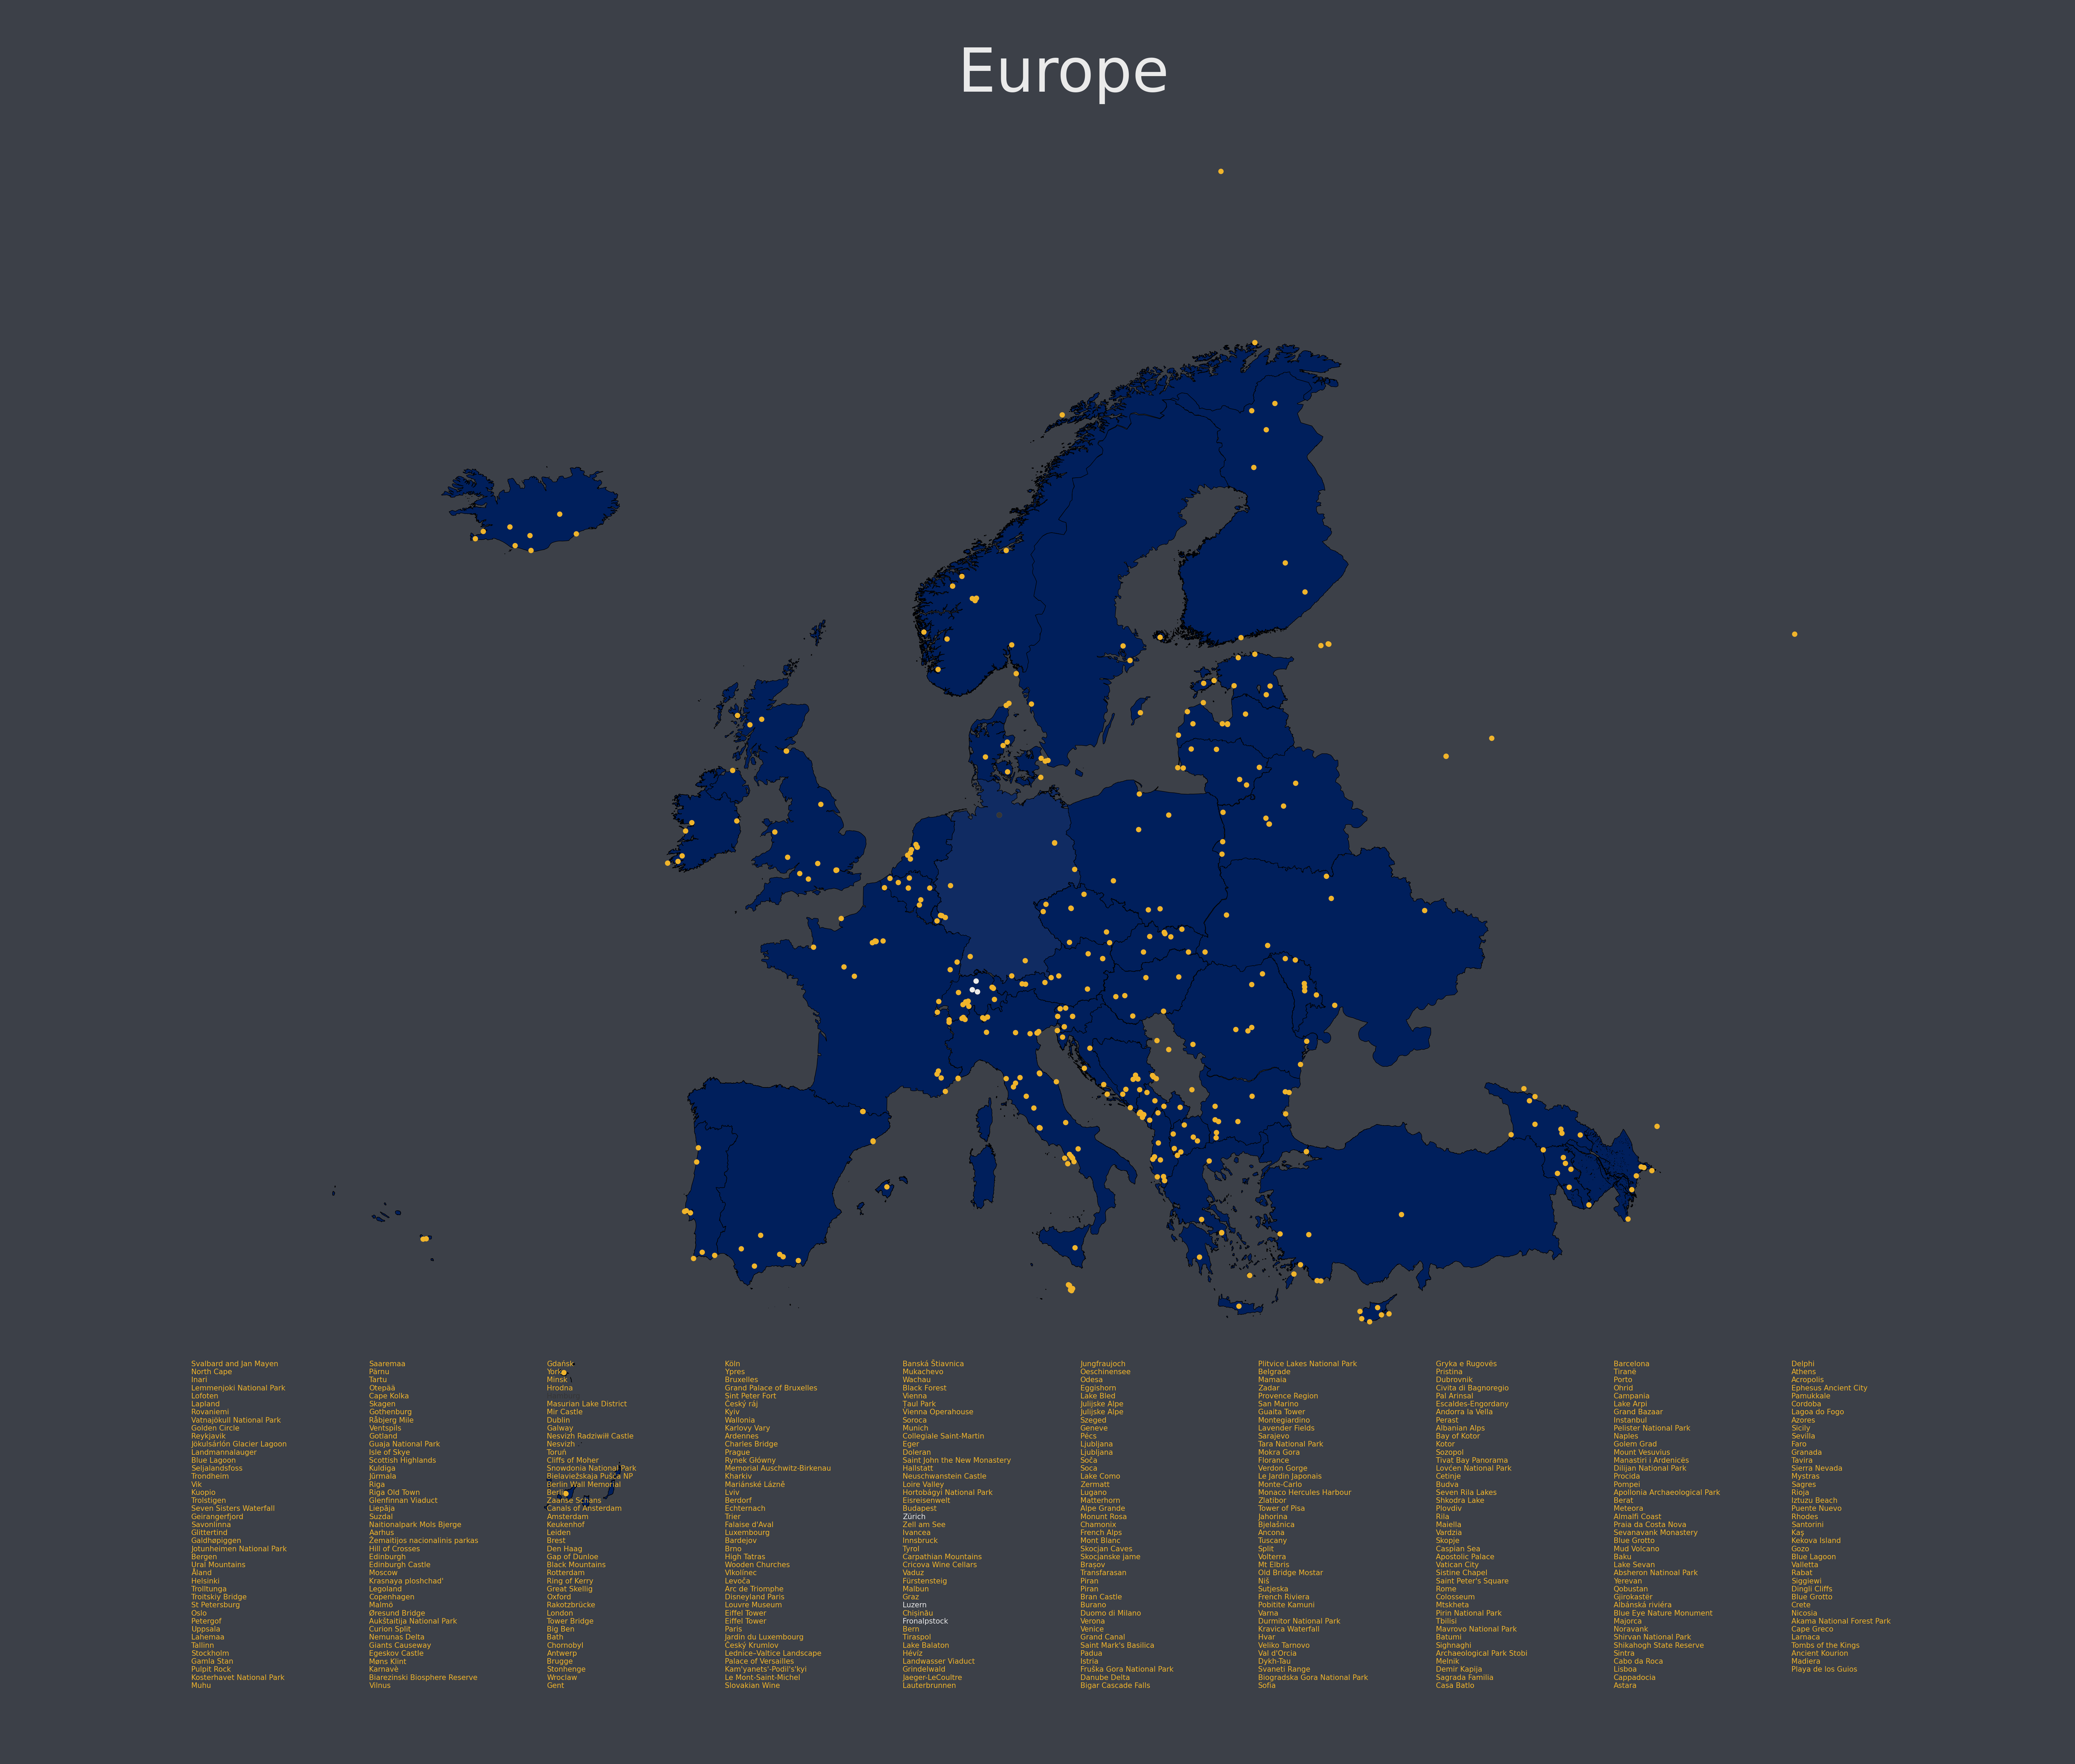 Europe
Svalbard and Jan Mayen
North Cape
Inari
Lemmenjoki National Park
Lofoten
Lapland
Rovaniemi
Vatnajökull National Park
Golden Circle
Reykjavik
Jökulsárlón Glacier Lagoon
Landmannalauger
Blue Lagoon
Seljalandsfoss
Trondheim
Vik
Kuopio
Trolstigen
Seven Sisters Waterfall
Geirangerfjord
Savonlinna
Glittertind
Galdhøpiggen
Jotunheimen National Park
Bergen
Ural Mountains
Åland
Helsinki
Trolltunga
Troitskiy Bridge
St Petersburg
Oslo
Petergof
Uppsala
Lahemaa
Tallinn
Stockholm
Gamla Stan
Pulpit Rock
Kosterhavet National Park
Muhu
Saaremaa
Pärnu
Tartu
Otepää
Cape Kolka
Skagen
Gothenburg
Råbjerg Mile
Ventspils
Gotland
Guaja National Park
Isle of Skye
Scottish Highlands
Kuldiga
Jūrmala
Riga
Riga Old Town
Glenfinnan Viaduct
Liepāja
Suzdal
Naitionalpark Mols Bjerge
Aarhus
Žemaitijos nacionalinis parkas
Hill of Crosses
Edinburgh
Edinburgh Castle
Moscow
Krasnaya ploshchad'
Legoland
Copenhagen
Malmö
Øresund Bridge
Aukštaitija National Park
Curion Split
Nemunas Delta
Giants Causeway
Egeskov Castle
Møns Klint
Karnavė
Biarezinski Biosphere Reserve
Vilnus
Gdańsk
York
Minsk
Hrodna
Masurian Lake District
Mir Castle
Dublin
Galway
Nesvizh Radziwiłł Castle
Nesvizh
Toruń
Cliffs of Moher
Snowdonia National Park
Bielaviežskaja Pušča NP
Berlin Wall Memorial
Berlin
Zaanse Schans
Canals of Amsterdam
Amsterdam
Keukenhof
Leiden
Brest
Den Haag
Gap of Dunloe
Black Mountains
Rotterdam
Ring of Kerry
Great Skellig
Oxford
Rakotzbrücke
London
Tower Bridge
Big Ben
Bath
Chornobyl
Antwerp
Brugge
Stonhenge
Wroclaw
Gent
Köln
Ypres
Bruxelles
Grand Palace of Bruxelles
Sint Peter Fort
Český ráj
Kyiv
Wallonia
Karlovy Vary
Ardennes
Charles Bridge
Prague
Rynek Główny
Memorial Auschwitz-Birkenau
Kharkiv
Mariánské Lázně
Lviv
Berdorf
Echternach
Trier
Falaise d'Aval
Luxembourg
Bardejov
Brno
High Tatras
Wooden Churches
Vlkolínec
Levoča
Arc de Triomphe
Disneyland Paris
Louvre Museum
Eiffel Tower
Eiffel Tower
Paris
Jardin du Luxembourg
Český Krumlov
Lednice–Valtice Landscape
Palace of Versailles
Kam'yanets'-Podil's'kyi
Le Mont-Saint-Michel
Slovakian Wine
Banská Štiavnica
Mukachevo
Wachau
Black Forest
Vienna
Țaul Park
Vienna Operahouse
Munich
Soroca
Collegiale Saint-Martin
Eger
Doleran
Saint John the New Monastery
Hallstatt
Neuschwanstein Castle
Loire Valley
Hortobágyi National Park
Eisreisenwelt
Budapest
Zürich
Zell am See
Ivancea
Innsbruck
Tyrol
Carpathian Mountains
Cricova Wine Cellars
Vaduz
Fürstensteig
Malbun
Graz
Luzern
Chișinău
Fronalpstock
Bern
Tiraspol
Lake Balaton
Hévíz
Landwasser Viaduct
Grindelwald
Jaeger-LeCoultre
Lauterbrunnen
Jungfraujoch
Oeschinensee
Odesa
Eggishorn
Lake Bled
Julijske Alpe
Julijske Alpe
Szeged
Geneve
Pécs
Ljubljana
Ljubljana
Soča
Soca
Lake Como
Zermatt
Lugano
Matterhorn
Alpe Grande
Monunt Rosa
Chamonix
French Alps
Mont Blanc
Skocjan Caves
Skocjanske jame
Brasov
Transfarasan
Piran
Piran
Bran Castle
Burano
Duomo di Milano
Verona
Venice
Grand Canal
Saint Mark's Basilica
Padua
Istria
Fruška Gora National Park
Danube Delta
Bigar Cascade Falls
Plitvice Lakes National Park
Belgrade
Mamaia
Zadar
Provence Region
San Marino
Guaita Tower
Montegiardino
Lavender Fields
Sarajevo
Tara National Park
Mokra Gora
Florance
Verdon Gorge
Le Jardin Japonais
Monte-Carlo
Monaco Hercules Harbour
Zlatibor
Tower of Pisa
Jahorina
Bjelašnica
Ancona
Tuscany
Split
Volterra
Mt Elbris
Old Bridge Mostar
Niš
Sutjeska
French Riviera
Pobitite Kamuni
Varna
Durmitor National Park
Kravica Waterfall
Hvar
Veliko Tarnovo
Val d'Orcia
Dykh-Tau
Svaneti Range
Biogradska Gora National Park
Sofia
Gryka e Rugovës
Pristina
Dubrovnik
Civita di Bagnoregio
Pal Arinsal
Escaldes-Engordany
Andorra la Vella
Perast
Albanian Alps
Bay of Kotor
Kotor
Sozopol
Tivat Bay Panorama
Lovćen National Park
Cetinje
Budva
Seven Rila Lakes
Shkodra Lake
Plovdiv
Rila
Maiella
Vardzia
Skopje
Caspian Sea
Apostolic Palace
Vatican City
Sistine Chapel
Saint Peter's Square
Rome
Colosseum
Mtskheta
Tbilisi
Pirin National Park
Mavrovo National Park
Batumi
Sighnaghi
Archaeological Park Stobi
Melnik
Demir Kapija
Sagrada Familia
Casa Batlo
Barcelona
Tiranë
Porto
Ohrid
Campania
Lake Arpi
Grand Bazaar
Instanbul
Pelister National Park
Naples
Golem Grad
Mount Vesuvius
Manastiri i Ardenicës
Dilijan National Park
Procida
Pompei
Apollonia Archaeological Park
Berat
Meteora
Almalfi Coast
Praia da Costa Nova
Sevanavank Monastery
Blue Grotto
Mud Volcano
Baku
Lake Sevan
Absheron Natinoal Park
Yerevan
Qobustan
Gjirokastër
Albánská riviéra
Blue Eye Nature Monument
Majorca
Noravank
Shirvan National Park
Shikahogh State Reserve
Sintra
Cabo da Roca
Lisboa
Cappadocia
Astara
Delphi
Athens
Acropolis
Ephesus Ancient City
Pamukkale
Cordoba
Lagoa do Fogo
Azores
Sicily
Sevilla
Faro
Granada
Tavira
Sierra Nevada
Mystras
Sagres
Rioja
Iztuzu Beach
Puente Nuevo
Rhodes
Santorini
Kaş
Kekova Island
Gozo
Blue Lagoon
Valletta
Rabat
Siggiewi
Dingli Cliffs
Blue Grotto
Crete
Nicosia
Akama National Forest Park
Cape Greco
Larnaca
Tombs of the Kings
Ancient Kourion
Madiera
Playa de los Guios